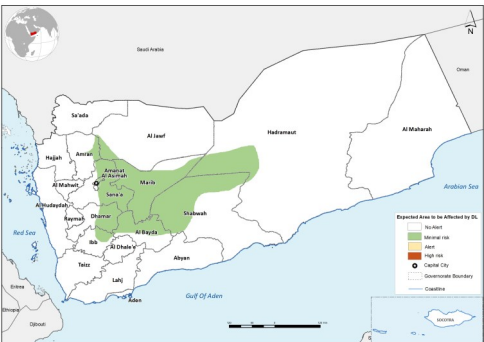 N
Saudi Arabia
Oman
Sa'ada
Al Jawf
Hadramaut
Al Maharah
Hajjah
Amran
Amanat
Al Asimah
Marib
Al Mahwit
Sana'a
Arabian Sea
Al Hudaydah
Shabwah
Raymah
Dhamar
Red Sea
Al Bayda
Ibb
Al Dhale'e
Abyan
Taizz
Lahj
Aden
Gulf Of Aden
Eritrea
Ethiopia
Djibouti
Expected Area to be Affected by DL
No Alert
Minimal risk
Alert
High risk
Capital City
Governorate Boundary
Coastline
SOCOTRA